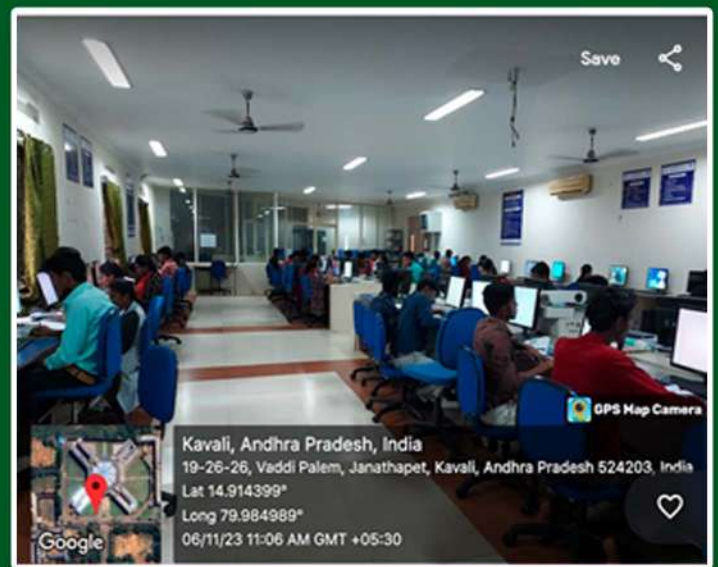 Save
GPS Map Camera
Kavali, Andhra Pradesh, India
19-26-26, Vaddi Palem, Janathapet, Kavali, Andhra Pradesh 524203, India
Lat 14.914399°
Long 79.984989°
06/11/23 11:06 AM GMT +05:30
Google